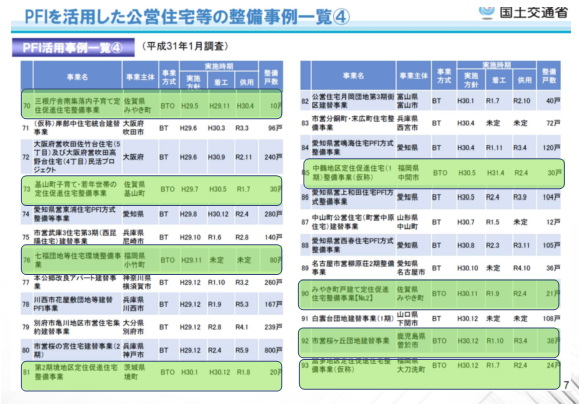 PFIを活用した公営住宅等の整備事例一覧④
国土交通省
PFI活用事例一覧④ （平成31年1月調査）
事業名 事業主体 事業方式 実施時期 整備戸数
実施方針 着工 供用
70 三根庁舎南集落内子育て定住促進住宅整備事業 佐賀県みやき町 BTO H29.5 H29.11 H30.4 10戸
71 （仮称）岸部中住宅統合建替事業 大阪府吹田市 BT H29.6 H30.3 R3.3 96戸
72 大阪府営吹田佐竹台住宅（5丁目）及び大阪府営吹田高野台住宅（4丁目）民活プロジェクト 大阪府 BT H29.6 H30.9 R2.11 240戸
73 基山町子育て・若年世帯の定住促進住宅整備事業 佐賀県基山町 BTO H29.7 H30.5 R1.7 30戸
74 愛知県営東浦住宅PFI方式整備等事業 愛知県 BT H29.8 H30.12 R2.4 280戸
75 市営武庫3住宅第3期（西昆陽住宅）建替事業 兵庫県尼崎市 BT H29.10 R1.6 R2.8 140戸
76 七福団地等住宅環境整備事業 福岡県小竹町 BTO H29.11 未定 未定 80戸
77 本公郷改良アパート建替事業 神奈川県横須賀市 BT H29.12 R1.10 R3.2 260戸
78 川西市花屋敷団地等建替PFI事業 兵庫県川西市 BT H29.12 R1.9 R5.3 167戸
79 別府市亀川地区市営住宅集約建替事業 大分県別府市 BT H29.12 R2.8 R4.1 239戸
80 市営桜の宮住宅建替事業（2期） 兵庫県神戸市 BT H29.12 R2.4 R5.9 800戸
81 第2期境地区定住促進住宅整備事業 茨城県境町 BTO H30.1 H30.12 R1.8 20戸
事業名 事業主体 事業方式 実施時期 整備戸数
実施方針 着工 供用
82 公営住宅月岡団地第3期街区建替事業 富山県富山市 BT H30.1 R1.7 R2.10 40戸
83 市営分銅町・末広町住宅整備事業 兵庫県西宮市 BT H30.4 未定 未定 72戸
84 愛知県営鳴海住宅PFI方式整備事業 愛知県 BT H30.4 R1.11 R3.4 120戸
85 中鶴地区定住促進住宅（1期）整備事業（仮称） 福岡県中間市 BTO H30.5 H31.4 R2.4 30戸
86 愛知県営上和田住宅PFI方式整備事業 愛知県 BT H30.5 R2.4 R3.9 104戸
87 中山町公営住宅（町営中原住宅）建替事業 山形県中山町 BT H30.7 R1.5 未定 12戸
88 愛知県営西春住宅PFI方式整備事業 愛知県 BT H30.8 R2.3 R3.11 105戸
89 名古屋市営柳原荘2期整備事業 愛知県名古屋市 BT H30.10 未定 R4.10 36戸
90 みやき町戸建て定住促進住宅整備事業【No2】 佐賀県みやき町 BTO H30.11 R1.9 R2.4 21戸
91 白雲台団地建替事業（1期） 山口県下関市 BT H30.12 未定 未定 108戸
92 市営桜ヶ丘団地建替事業 鹿児島県曽於市 BTO H30.12 R1.10 R3.4 38戸
93 地区定住促進住宅整備事業（仮称） 福岡県大刀洗町 BTO H30.12 R1.7 R2.4 24戸
7